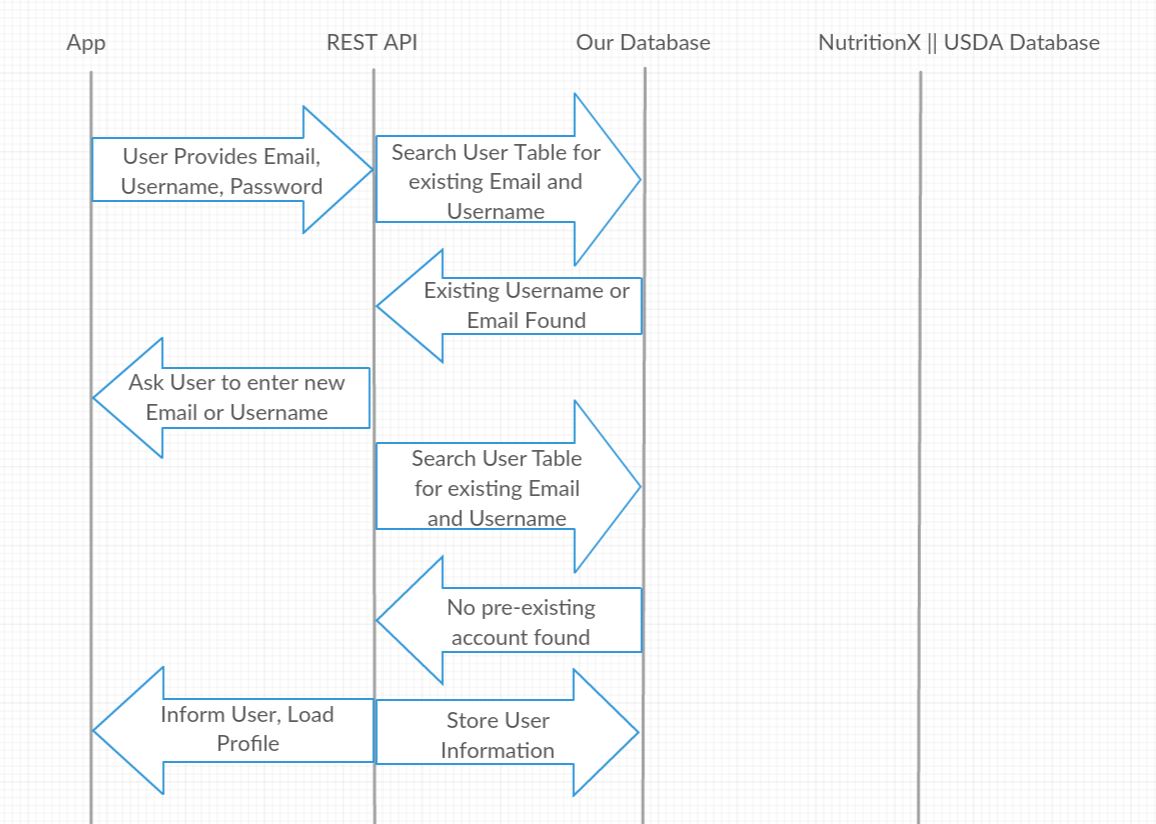 App
REST API
Our Database
NutritionX || USDA Database
User Provides Email,
Username, Password
Search User Table for
existing Email and
Username
Existing Username or
Email Found
Ask User to enter new
Email or Username
Search User Table
for existing Email
and Username
No pre-existing
account found
Inform User, Load
Profile
Store User
Information